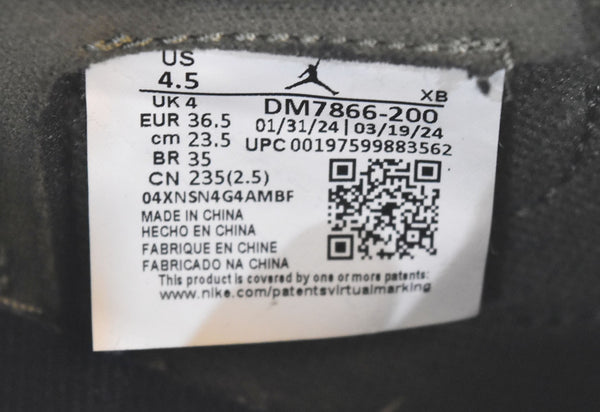 US
4.5
XB
UK 4
DM7866-200
EUR 36.5
01/31/24 | 03/19/24
cm 23.5
UPC 00197599883562
BR 35
CN 235(2.5)
04XNSN4G4AMBF
MADE IN CHINA
HECHO EN CHINA
FABRIQUE EN CHINE
FABRICADO NA CHINA
This product is covered by one or more patents:
www.nike.com/patentsvirtualmarking